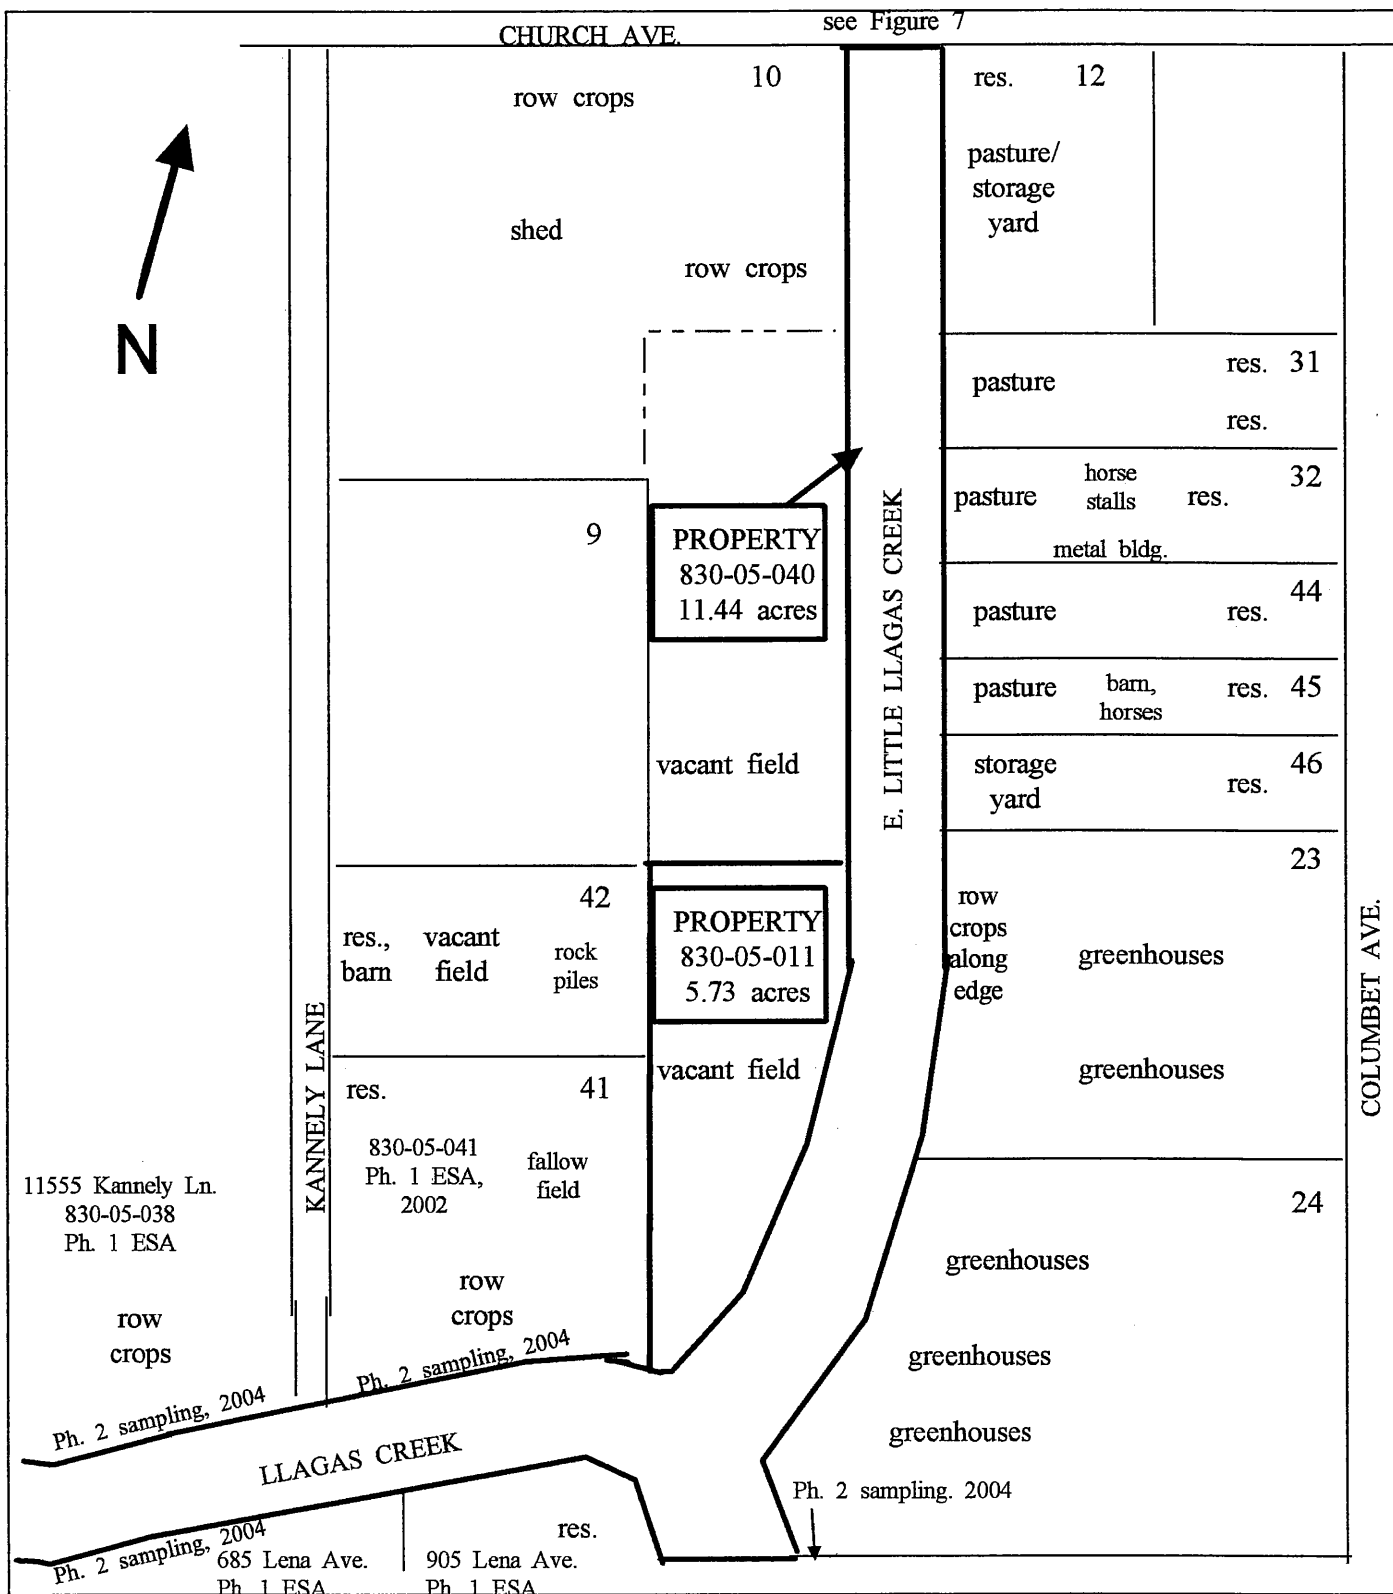 see Figure 7
CHURCH AVE.
10
row crops
shed
row crops
N
res. 12
pasture/
storage
yard
pasture
res. 31
res.
32
pasture
horse
stalls
res.
metal bldg.
44
pasture
res.
pasture
barn,
horses
res. 45
46
storage
yard
res.
9
PROPERTY
830-05-040
11.44 acres
E. LITTLE LLAGAS CREEK
vacant field
23
row
crops
along
edge
greenhouses
greenhouses
COLUMBET AVE.
42
res.,
barn
vacant
field
rock
piles
PROPERTY
830-05-011
5.73 acres
vacant field
KANNELY LANE
res.
41
830-05-041
Ph. 1 ESA,
2002
fallow
field
row
crops
11555 Kannely Ln.
830-05-038
Ph. 1 ESA
row
crops
24
greenhouses
greenhouses
greenhouses
Ph. 2 sampling, 2004
Ph. 2 sampling, 2004
LLAGAS CREEK
Ph. 2 sampling. 2004
Ph. 2 sampling, 2004
res.
685 Lena Ave.
Ph. 1 ESA
905 Lena Ave.
Ph. 1 ESA